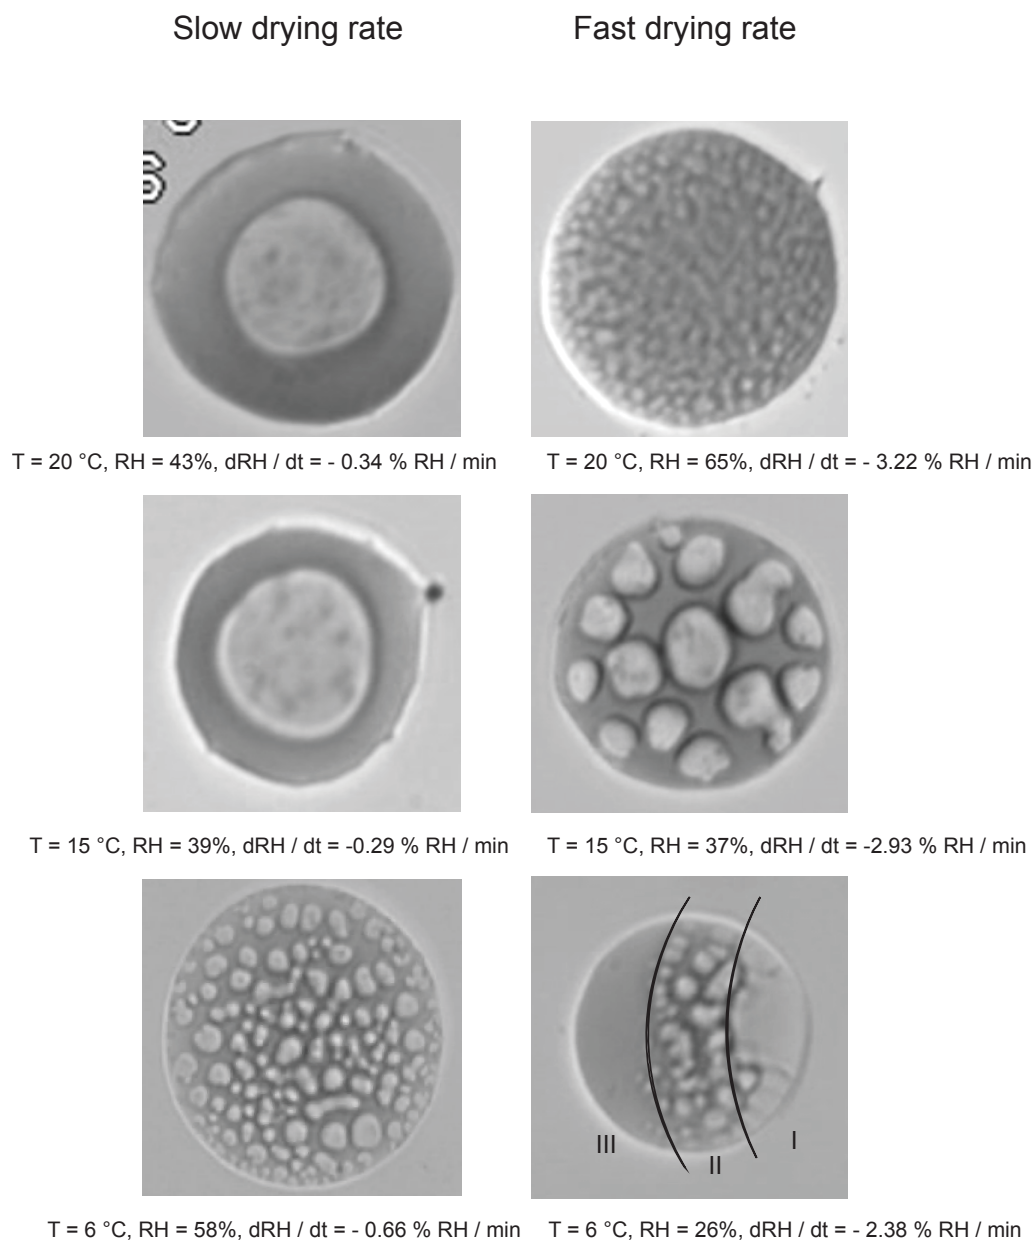 Slow drying rate Fast drying rate
6
T = 20 °C, RH = 43%, dRH / dt = - 0.34 % RH / min T = 20 °C, RH = 65%, dRH / dt = - 3.22 % RH / min
T = 15 °C, RH = 39%, dRH / dt = -0.29 % RH / min T = 15 °C, RH = 37%, dRH / dt = -2.93 % RH / min
III II I
T = 6 °C, RH = 58%, dRH / dt = - 0.66 % RH / min T = 6 °C, RH = 26%, dRH / dt = - 2.38 % RH / min